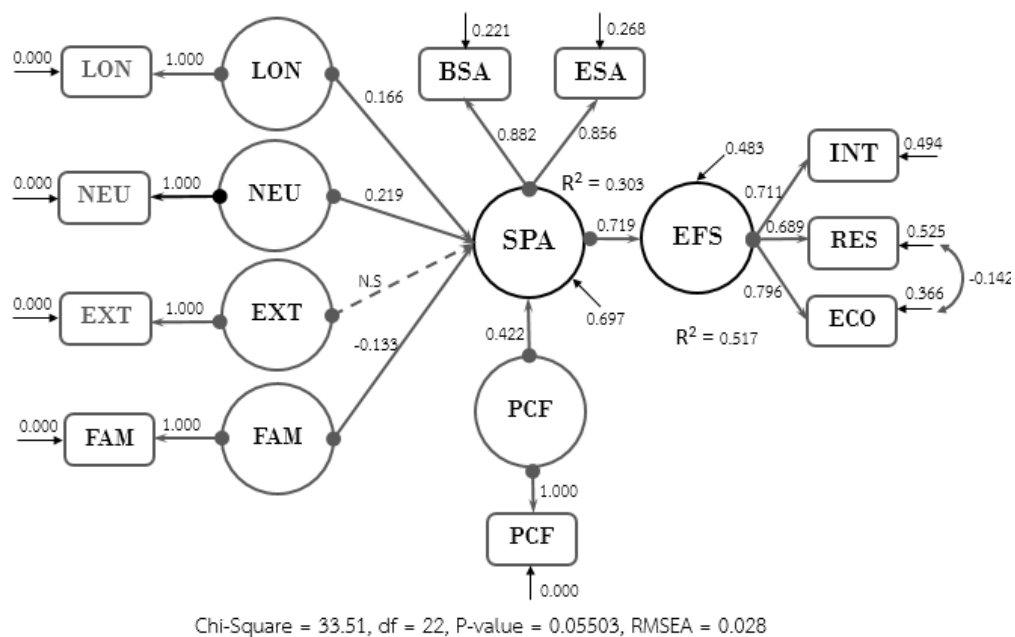 0.000
LON
1.000
LON
0.166
0.221
BSA
0.268
ESA
0.882
0.856
0.000
NEU
1.000
NEU
0.219
SPA
R² = 0.303
0.719
0.483
EFS
0.711
INT
0.494
0.689
RES
0.525
-0.142
0.796
ECO
0.366
0.000
EXT
1.000
EXT
N.S
0.697
R² = 0.517
-0.133
0.422
0.000
FAM
1.000
FAM
PCF
1.000
PCF
0.000
Chi-Square = 33.51, df = 22, P-value = 0.05503, RMSEA = 0.028